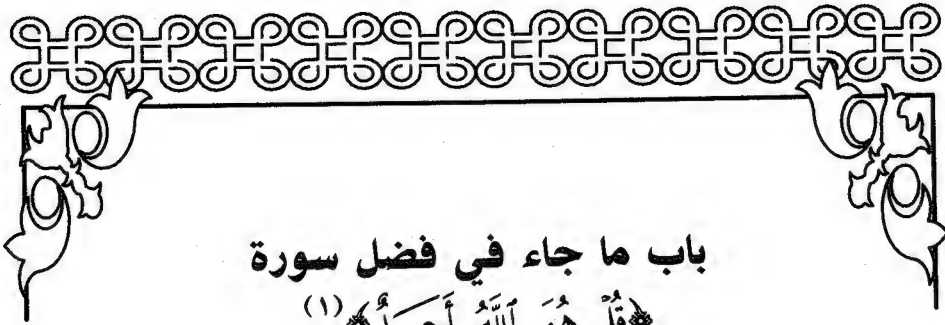 باب ما جاء في فضل سورة
﴿قُلْ هُوَ ٱللَّهُ أَحَدٌ﴾ (١)